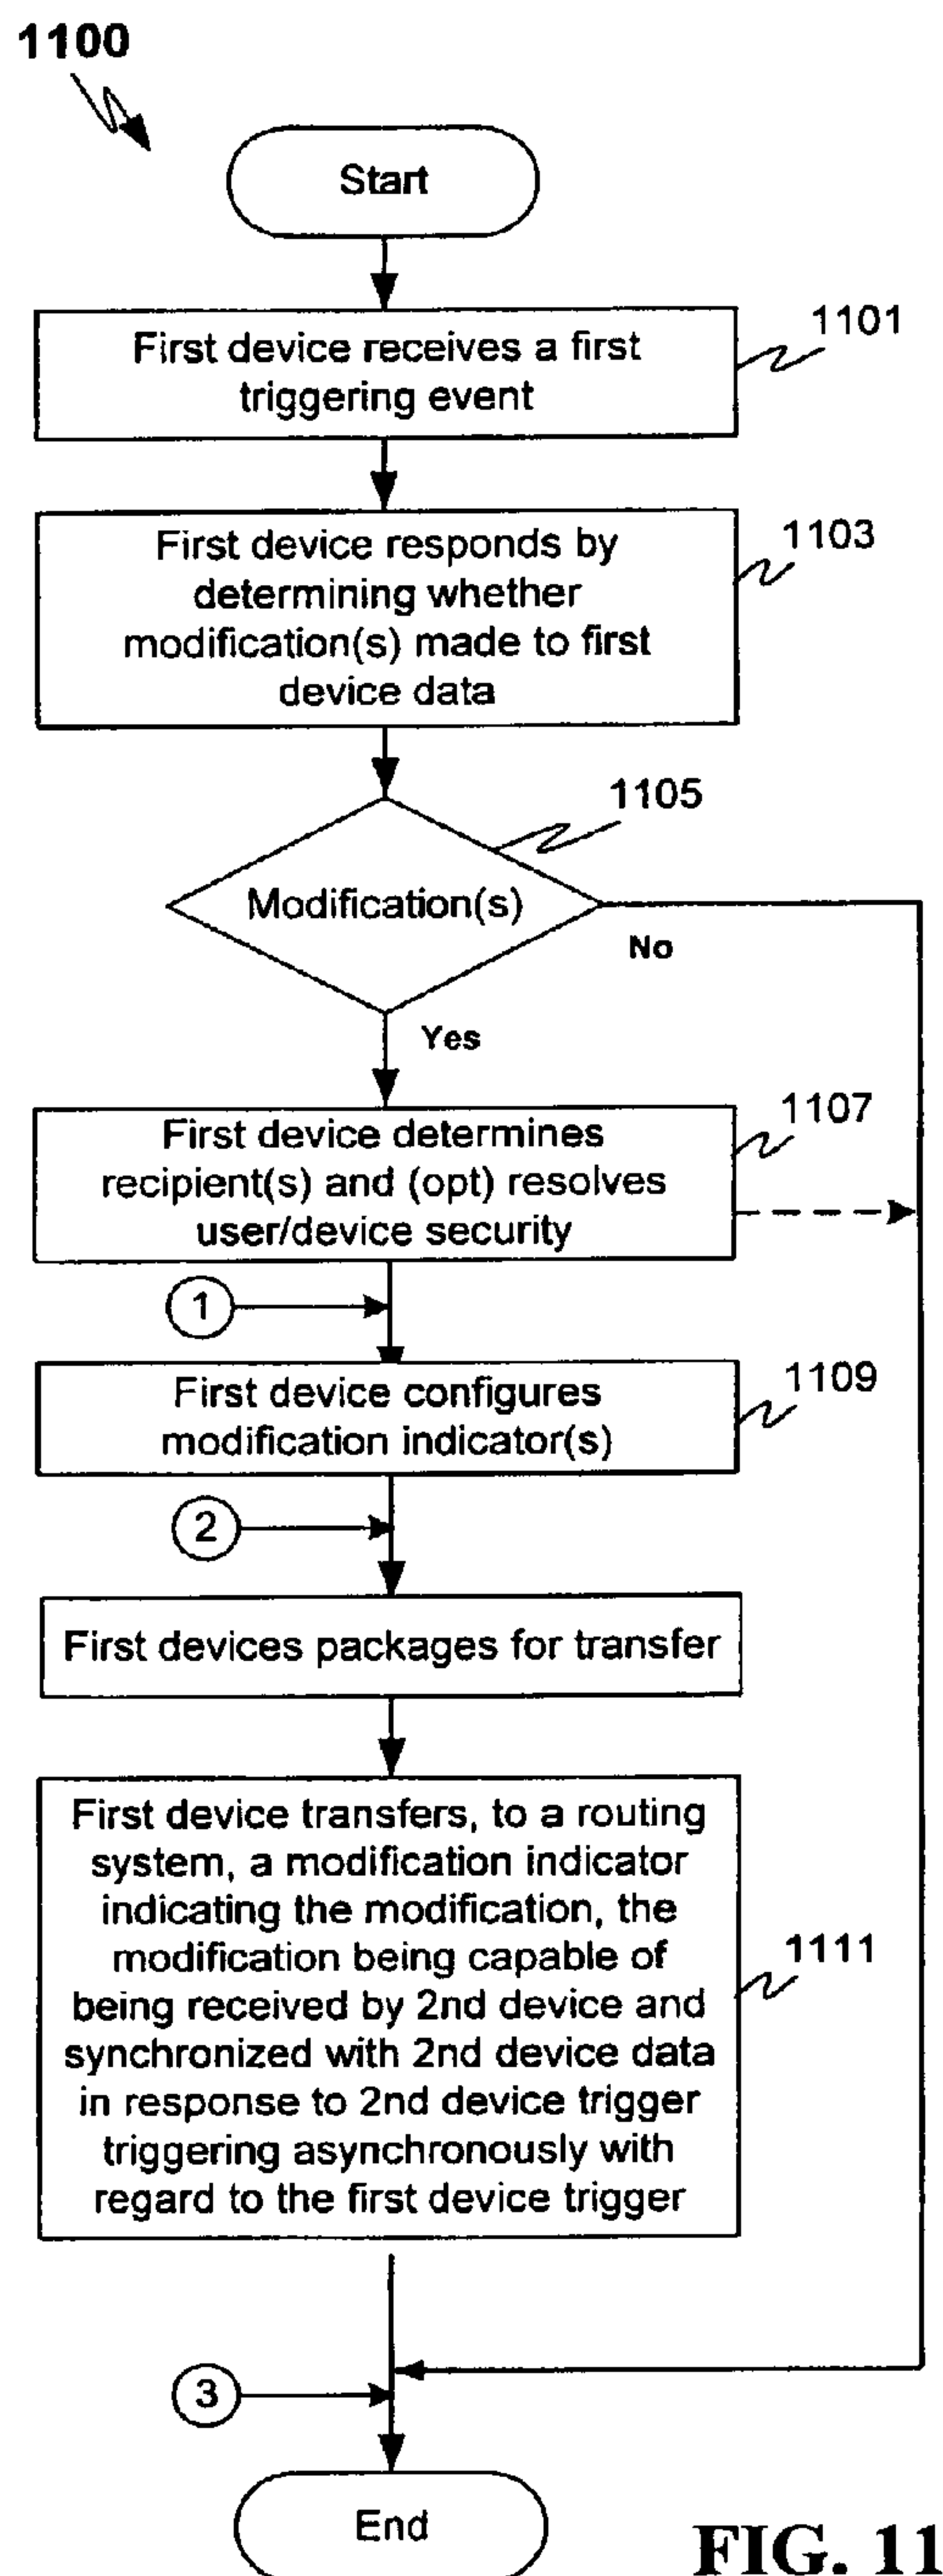 1100
Start
First device receives a first
triggering event
1101
First device responds by
determining whether
modification(s) made to first
device data
1103
1105
Modification(s)
No
Yes
First device determines
recipient(s) and (opt) resolves
user/device security
1107
1
First device configures
modification indicator(s)
1109
2
First devices packages for transfer
First device transfers, to a routing
system, a modification indicator
indicating the modification, the
modification being capable of
being received by 2nd device and
synchronized with 2nd device data
in response to 2nd device trigger
triggering asynchronously with
regard to the first device trigger
1111
3
End
FIG. 11